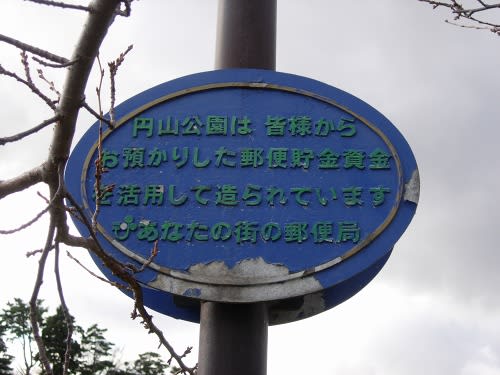 円山公園は 皆様から
お預かりした郵便貯金資金
を活用して造られています
あなたの街の郵便局